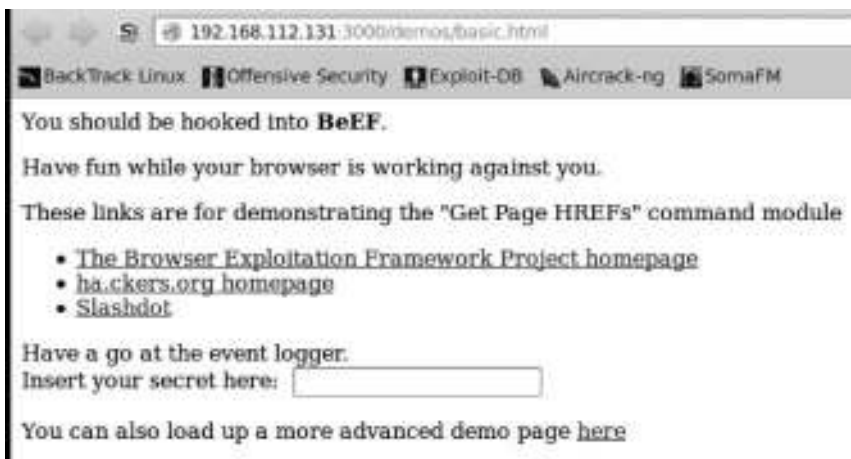 192.168.112.131:3000/demos/basic.html
BackTrack Linux Offensive Security Exploit-DB Aircrack-ng SomaFM
You should be hooked into BeEF.
Have fun while your browser is working against you.
These links are for demonstrating the "Get Page HREFs" command module
• The Browser Exploitation Framework Project homepage
• ha.ckers.org homepage
• Slashdot
Have a go at the event logger.
Insert your secret here:
You can also load up a more advanced demo page here